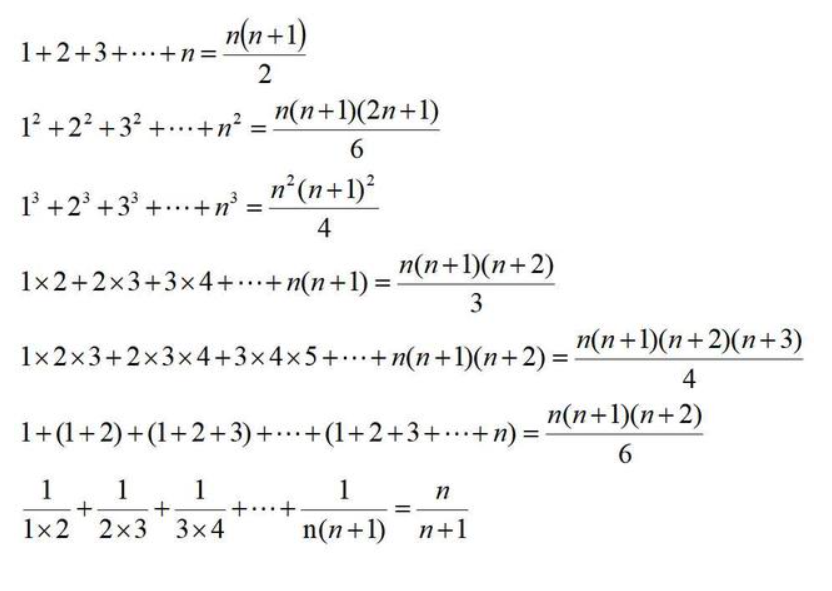 1+2+3+⋯+n = n(n+1)/2
1²+2²+3²+⋯+n² = n(n+1)(2n+1)/6
1³+2³+3³+⋯+n³ = n²(n+1)²/4
1×2+2×3+3×4+⋯+n(n+1) = n(n+1)(n+2)/3
1×2×3+2×3×4+3×4×5+⋯+n(n+1)(n+2) = n(n+1)(n+2)(n+3)/4
1+(1+2)+(1+2+3)+⋯+(1+2+3+⋯+n) = n(n+1)(n+2)/6
1/1×2 + 1/2×3 + 1/3×4 +⋯+ 1/n(n+1) = n/n+1